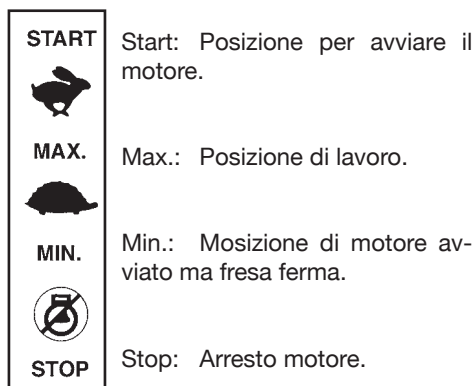 START
Start: Posizione per avviare il
motore.
MAX.
Max.: Posizione di lavoro.
MIN.
Min.: Mosizione di motore av-
viato ma fresa ferma.
STOP
Stop: Arresto motore.